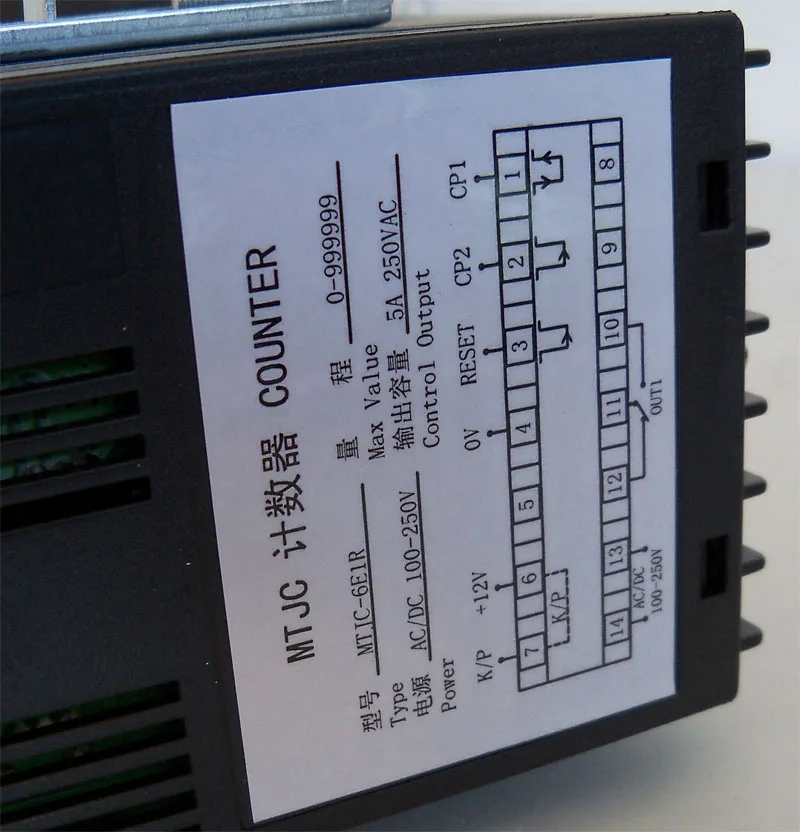 MTJC 计数器 COUNTER
型号 MTJC-6E1R 量 程 0-999999
Type Max Value
电源 AC/DC 100-250V 输出容量 5A 250VAC
Power Control Output
K/P +12V 0V RESET CP2 CP1
7 6 5 4 3 2 1
K/P
14 13 12 11 10 9 8
AC/DC OUT1
100-250V